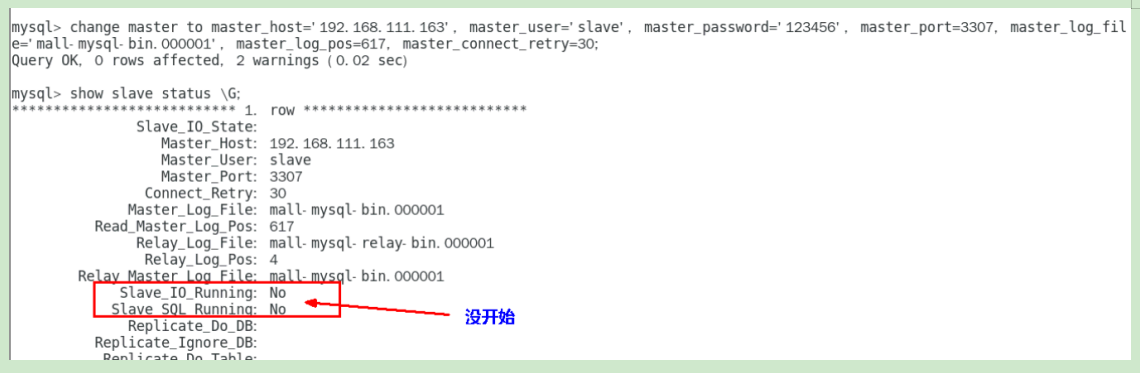 mysql> change master to master_host='192.168.111.163', master_user='slave', master_password='123456', master_port=3307, master_log_fil
e='mall-mysql-bin.000001', master_log_pos=617, master_connect_retry=30;
Query OK, 0 rows affected, 2 warnings (0.02 sec)
mysql> show slave status \G;
*************************** 1. row ***************************
Slave_IO_State:
Master_Host: 192.168.111.163
Master_User: slave
Master_Port: 3307
Connect_Retry: 30
Master_Log_File: mall-mysql-bin.000001
Read_Master_Log_Pos: 617
Relay_Log_File: mall-mysql-relay-bin.000001
Relay_Log_Pos: 4
Relay_Master_Log_File: mall-mysql-bin.000001
Slave_IO_Running: No
Slave_SQL_Running: No
没开始
Replicate_Do_DB:
Replicate_Ignore_DB:
Replicate_Do_Table: